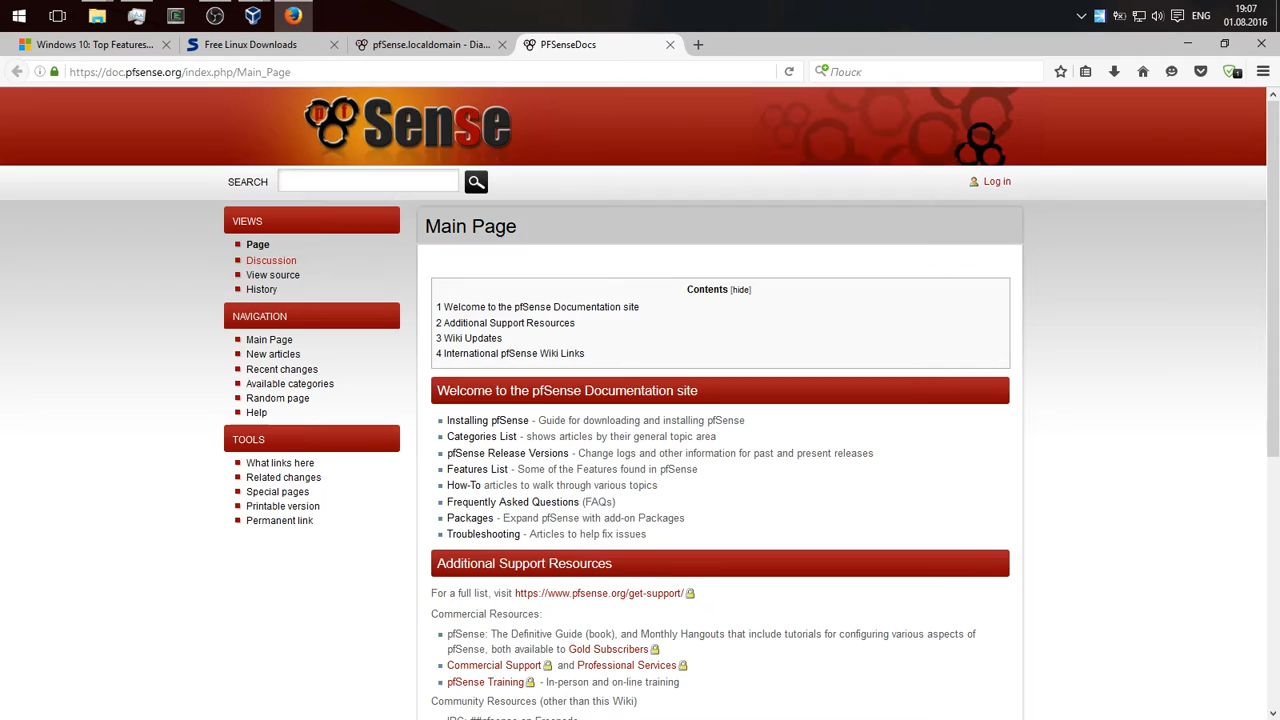 ENG
19:07
01.08.2016
Windows 10: Top Features...
Free Linux Downloads
pfSense.localdomain - Dia...
PFSenseDocs
https://doc.pfsense.org/index.php/Main_Page
Поиск
1
pf Sense
SEARCH
Log in
VIEWS
Page
Discussion
View source
History
NAVIGATION
Main Page
New articles
Recent changes
Available categories
Random page
Help
TOOLS
What links here
Related changes
Special pages
Printable version
Permanent link
Main Page
Contents [hide]
1 Welcome to the pfSense Documentation site
2 Additional Support Resources
3 Wiki Updates
4 International pfSense Wiki Links
Welcome to the pfSense Documentation site
Installing pfSense - Guide for downloading and installing pfSense
Categories List - shows articles by their general topic area
pfSense Release Versions - Change logs and other information for past and present releases
Features List - Some of the Features found in pfSense
How-To articles to walk through various topics
Frequently Asked Questions (FAQs)
Packages - Expand pfSense with add-on Packages
Troubleshooting - Articles to help fix issues
Additional Support Resources
For a full list, visit https://www.pfsense.org/get-support/
Commercial Resources:
pfSense: The Definitive Guide (book), and Monthly Hangouts that include tutorials for configuring various aspects of
pfSense, both available to Gold Subscribers
Commercial Support and Professional Services
pfSense Training - In-person and on-line training
Community Resources (other than this Wiki)
IRC: ##pfsense on Freenode